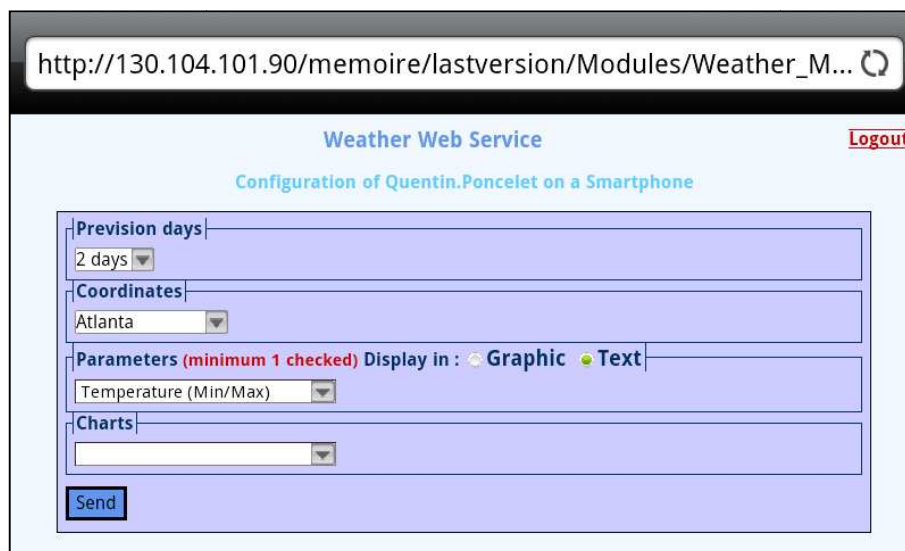 http://130.104.101.90/memoire/lastversion/Modules/Weather_M...
Weather Web Service
Logout
Configuration of Quentin.Poncelet on a Smartphone
Prevision days
2 days
Coordinates
Atlanta
Parameters (minimum 1 checked) Display in : Graphic Text
Temperature (Min/Max)
Charts
Send